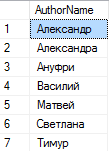 AuthorName
1 Александр
2 Александра
3 Ануфри
4 Василий
5 Матвей
6 Светлана
7 Тимур